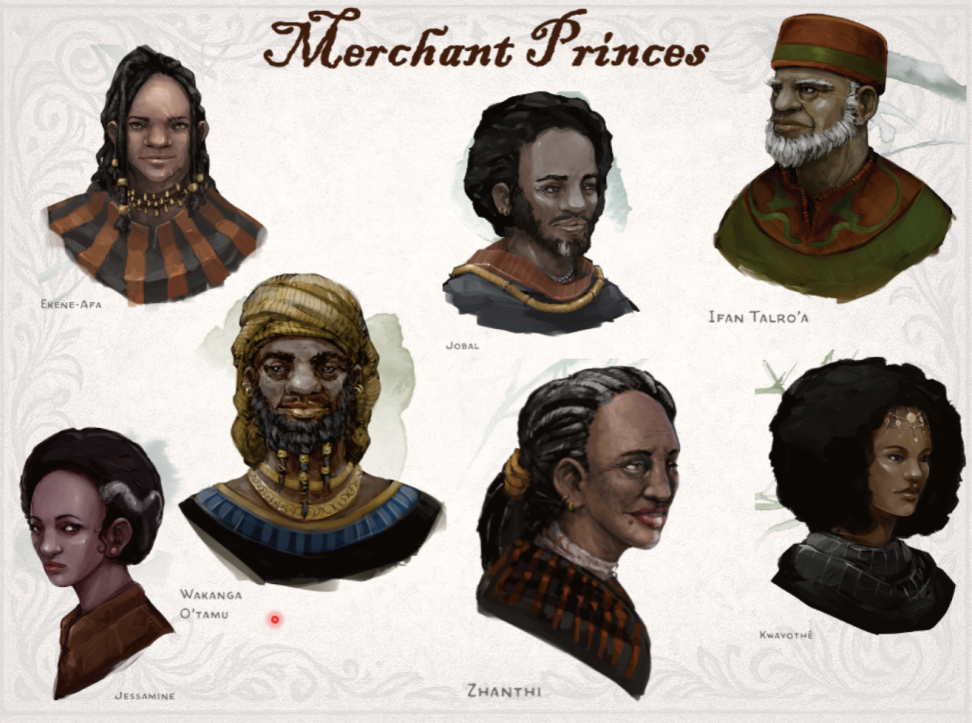 Merchant Princes
Ekene-Afa
Jobal
Ifan Talro'a
Wakanga
O'tamu
Jessamine
Zhanthi
Kwayothé